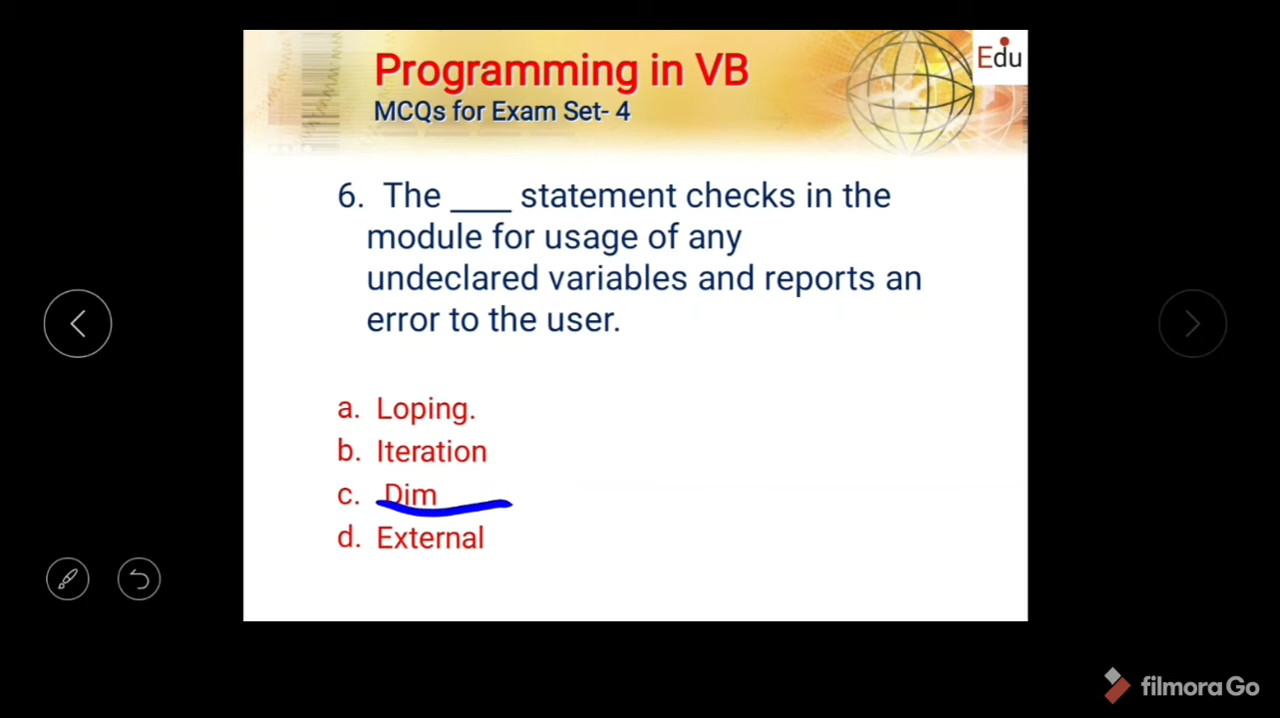 Programming in VB
Edu
MCQs for Exam Set- 4
6. The ____ statement checks in the
module for usage of any
undeclared variables and reports an
error to the user.
a. Loping.
b. Iteration
c. Dim
d. External
filmoraGo